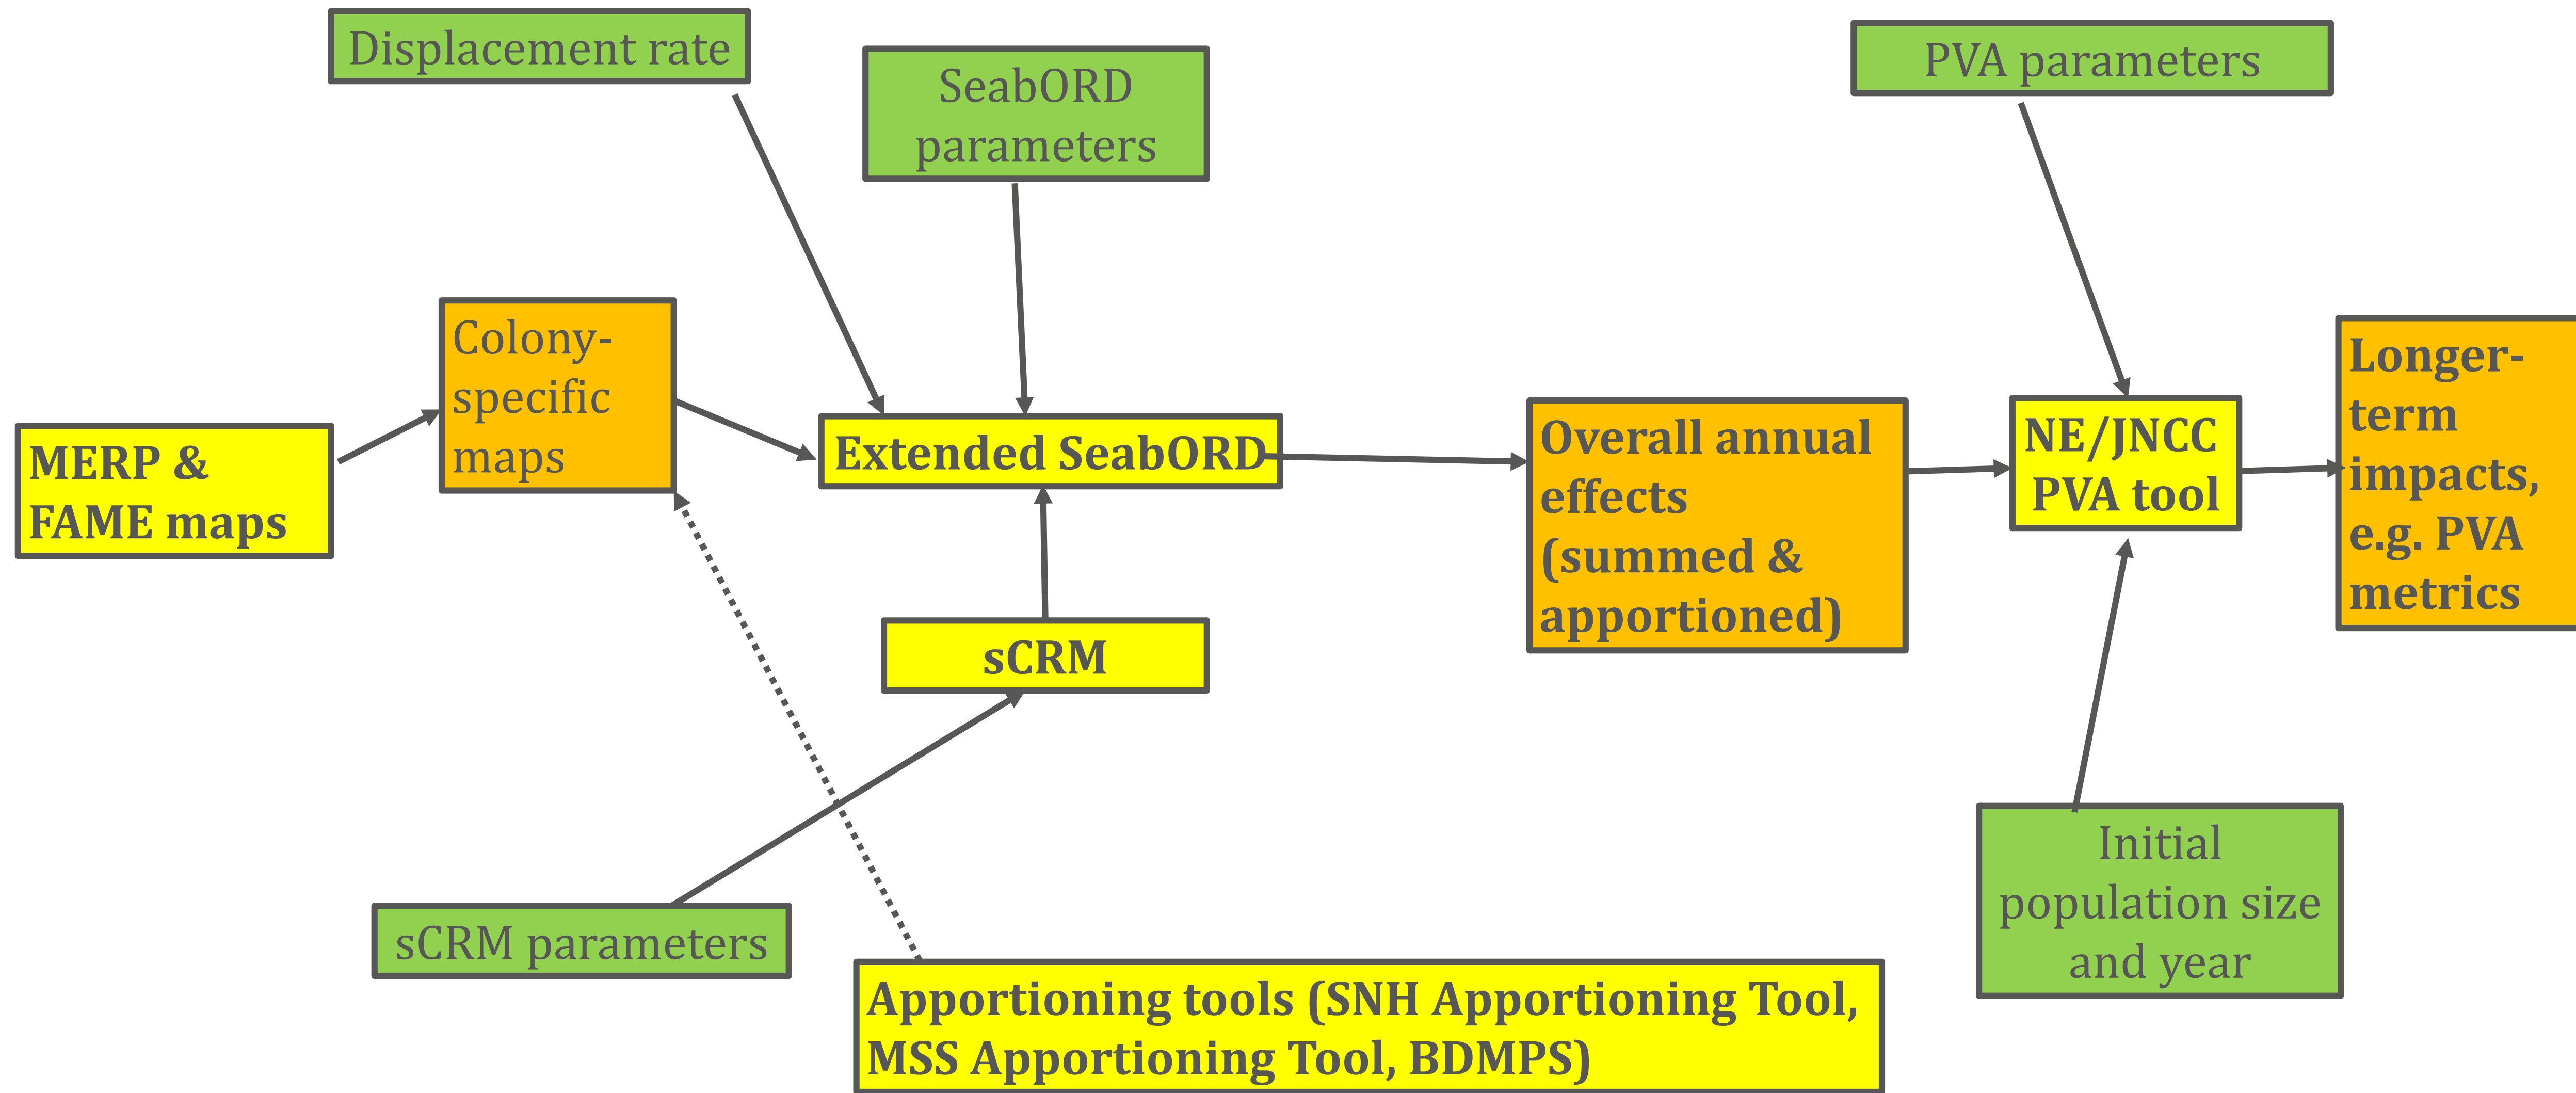 Displacement rate
SeabORD
parameters
PVA parameters
Colony-
specific
maps
MERP &
FAME maps
Extended SeabORD
Overall annual
effects
(summed &
apportioned)
NE/JNCC
PVA tool
Longer-
term
impacts,
e.g. PVA
metrics
sCRM
sCRM parameters
Initial
population size
and year
Apportioning tools (SNH Apportioning Tool,
MSS Apportioning Tool, BDMPS)